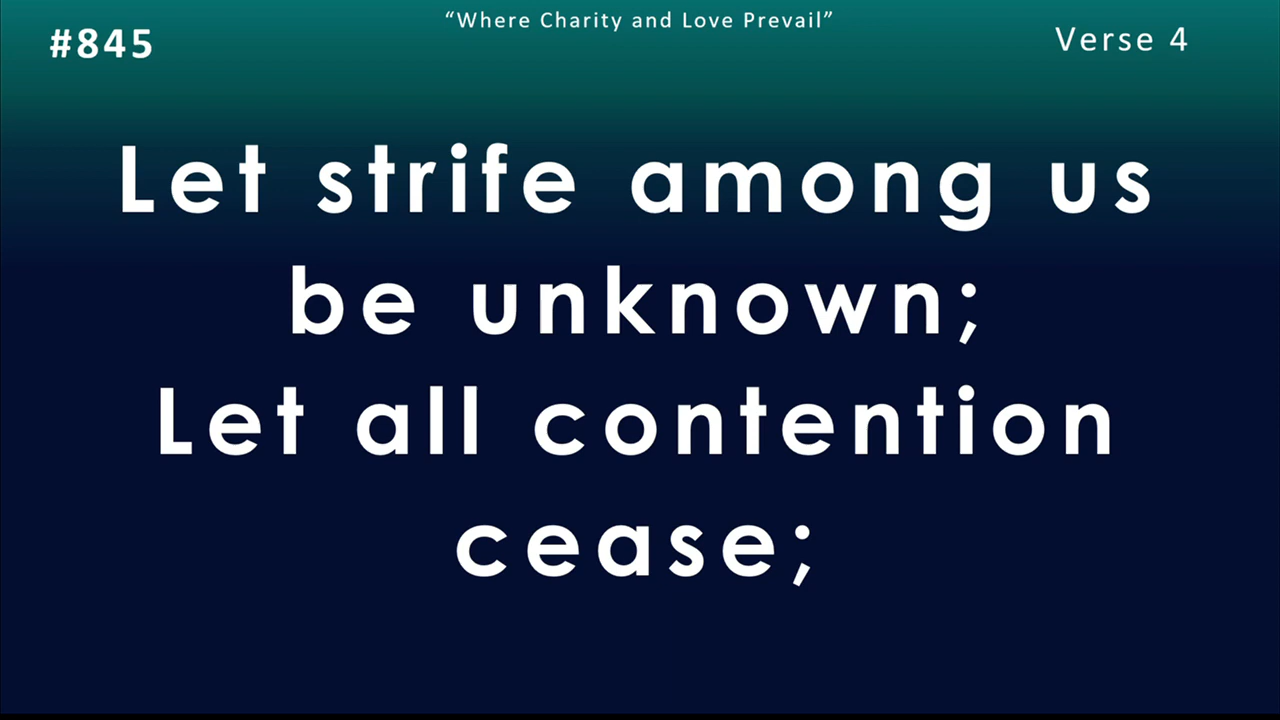 “Where Charity and Love Prevail”
#845
Verse 4
Let strife among us
be unknown;
Let all contention
cease;